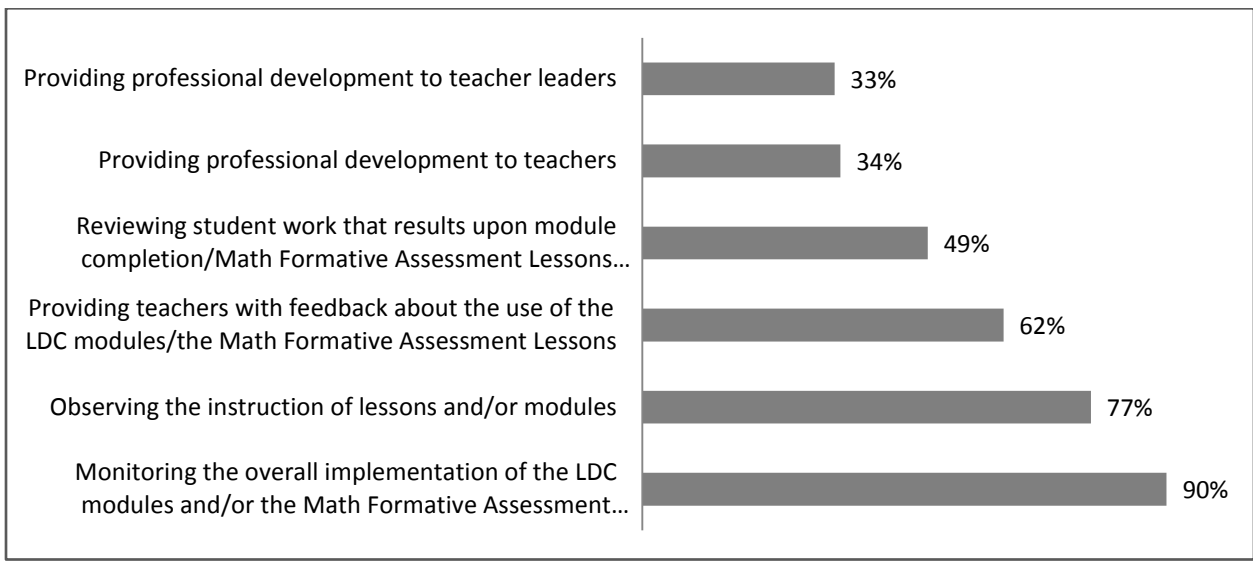 Providing professional development to teacher leaders
33%
Providing professional development to teachers
34%
Reviewing student work that results upon module
completion/Math Formative Assessment Lessons…
49%
Providing teachers with feedback about the use of the
LDC modules/the Math Formative Assessment Lessons
62%
Observing the instruction of lessons and/or modules
77%
Monitoring the overall implementation of the LDC
modules and/or the Math Formative Assessment…
90%